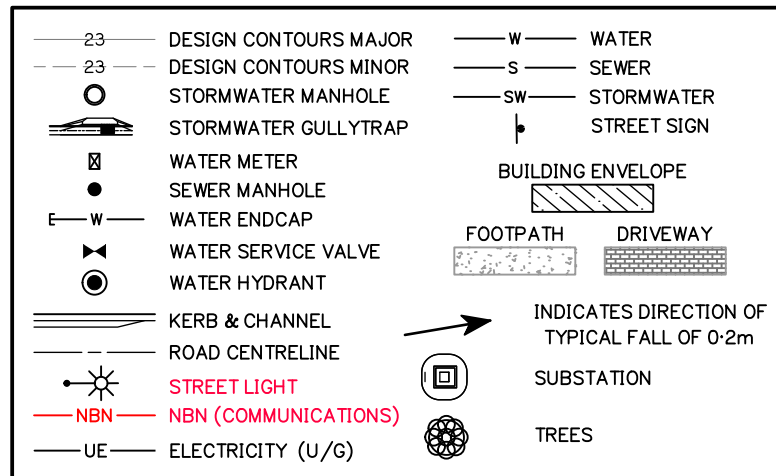 23 DESIGN CONTOURS MAJOR
23 DESIGN CONTOURS MINOR
STORMWATER MANHOLE
STORMWATER GULLYTRAP
WATER METER
SEWER MANHOLE
W WATER ENDCAP
WATER SERVICE VALVE
WATER HYDRANT
KERB & CHANNEL
ROAD CENTRELINE
STREET LIGHT
NBN NBN (COMMUNICATIONS)
UE ELECTRICITY (U/G)
W WATER
S SEWER
SW STORMWATER
STREET SIGN
BUILDING ENVELOPE
FOOTPATH DRIVEWAY
INDICATES DIRECTION OF
TYPICAL FALL OF 0·2m
SUBSTATION
TREES